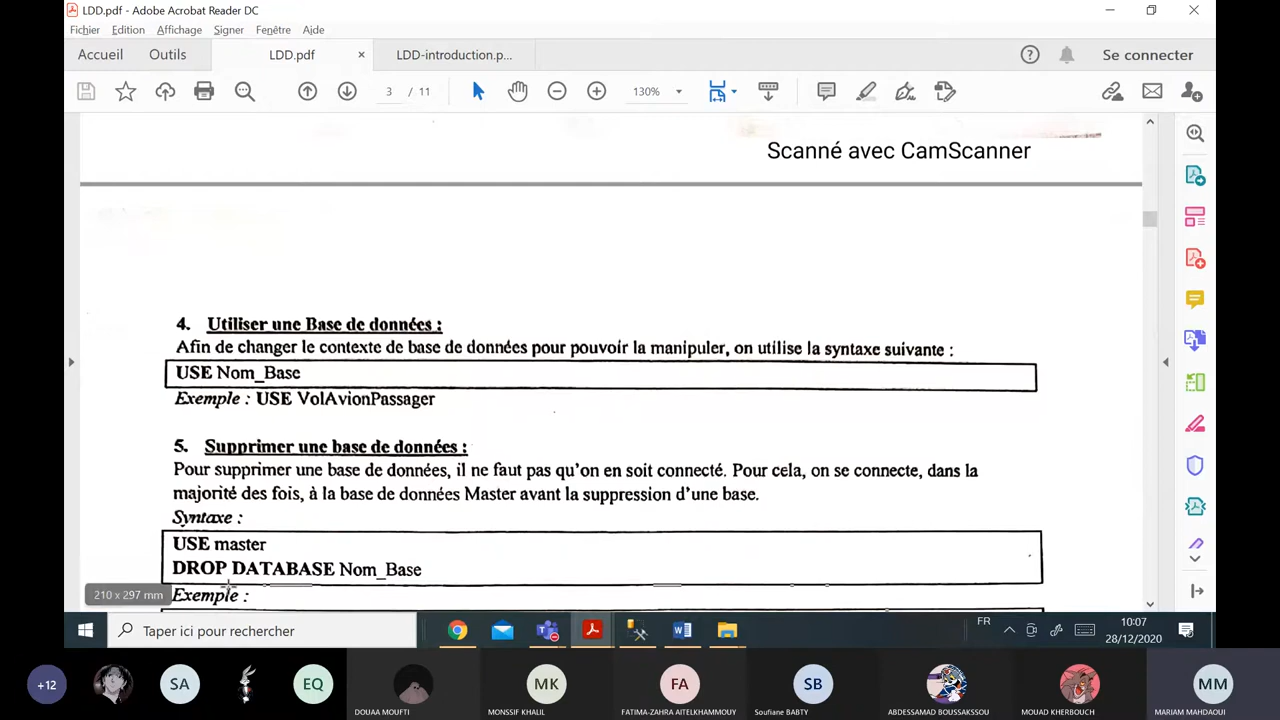 LDD.pdf - Adobe Acrobat Reader DC
Fichier Edition Affichage Signer Fenêtre Aide
Accueil Outils LDD.pdf × LDD-introduction.p... ? Se connecter
3 / 11 130%
Scanné avec CamScanner
4. Utiliser une Base de données :
Afin de changer le contexte de base de données pour pouvoir la manipuler, on utilise la syntaxe suivante :
USE Nom_Base
Exemple : USE VolAvionPassager
5. Supprimer une base de données :
Pour supprimer une base de données, il ne faut pas qu'on en soit connecté. Pour cela, on se connecte, dans la
majorité des fois, à la base de données Master avant la suppression d'une base.
Syntaxe :
USE master
DROP DATABASE Nom_Base
210 x 297 mm
Exemple :
Taper ici pour rechercher
FR
10:07
28/12/2020
+12 SA EQ MK FA SB MM
DOUAA MOUFTI MONSSIF KHALIL FATIMA-ZAHRA AITELKHAMMOUY Soufiane BABTY ABDESSAMAD BOUSSAKSSOU MOUAD KHERBOUCH MARIAM MAHDAOUI